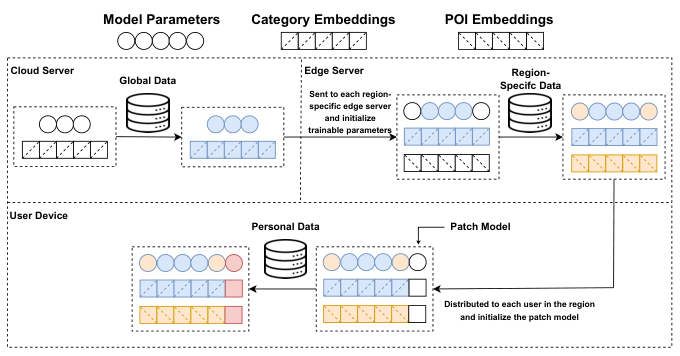 Model Parameters
Category Embeddings
POI Embeddings
Cloud Server
Global Data
Edge Server
Sent to each region-
specific edge server
and initialize
trainable parameters
Region-
Specifc Data
User Device
Personal Data
Patch Model
Distributed to each user in the region
and initialize the patch model